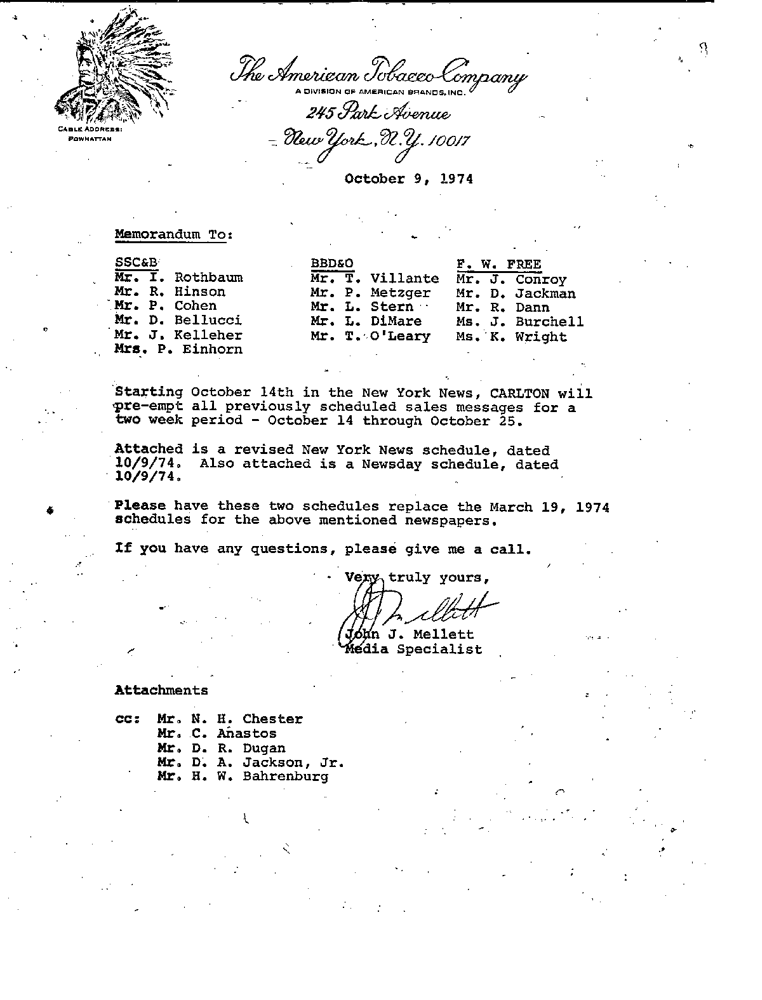 The American Tobacco Company
A DIVISION OF AMERICAN BRANDS, INC.
245 Park Avenue
New York, N.Y. 10017
CABLE ADDRESS:
POWHATTAN
October 9, 1974
Memorandum To:
SSC&B BBD&O F. W. FREE
Mr. I. Rothbaum Mr. T. Villante Mr. J. Conroy
Mr. R. Hinson Mr. P. Metzger Mr. D. Jackman
Mr. P. Cohen Mr. L. Stern Mr. R. Dann
Mr. D. Bellucci Mr. L. DiMare Ms. J. Burchell
Mr. J. Kelleher Mr. T. O'Leary Ms. K. Wright
Mrs. P. Einhorn
Starting October 14th in the New York News, CARLTON will
pre-empt all previously scheduled sales messages for a
two week period - October 14 through October 25.
Attached is a revised New York News schedule, dated
10/9/74. Also attached is a Newsday schedule, dated
10/9/74.
Please have these two schedules replace the March 19, 1974
schedules for the above mentioned newspapers.
If you have any questions, please give me a call.
Very truly yours,
JJ Mellett
John J. Mellett
Media Specialist
Attachments
cc: Mr. N. H. Chester
Mr. C. Anastos
Mr. D. R. Dugan
Mr. D. A. Jackson, Jr.
Mr. H. W. Bahrenburg